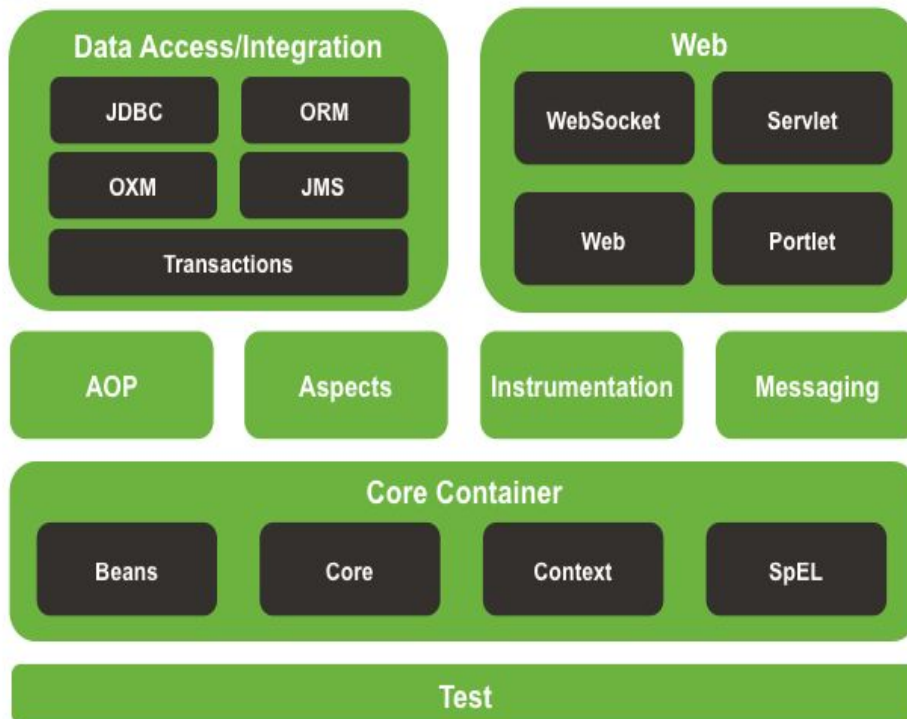 Data Access/Integration
JDBC
ORM
OXM
JMS
Transactions
Web
WebSocket
Servlet
Web
Portlet
AOP
Aspects
Instrumentation
Messaging
Core Container
Beans
Core
Context
SpEL
Test